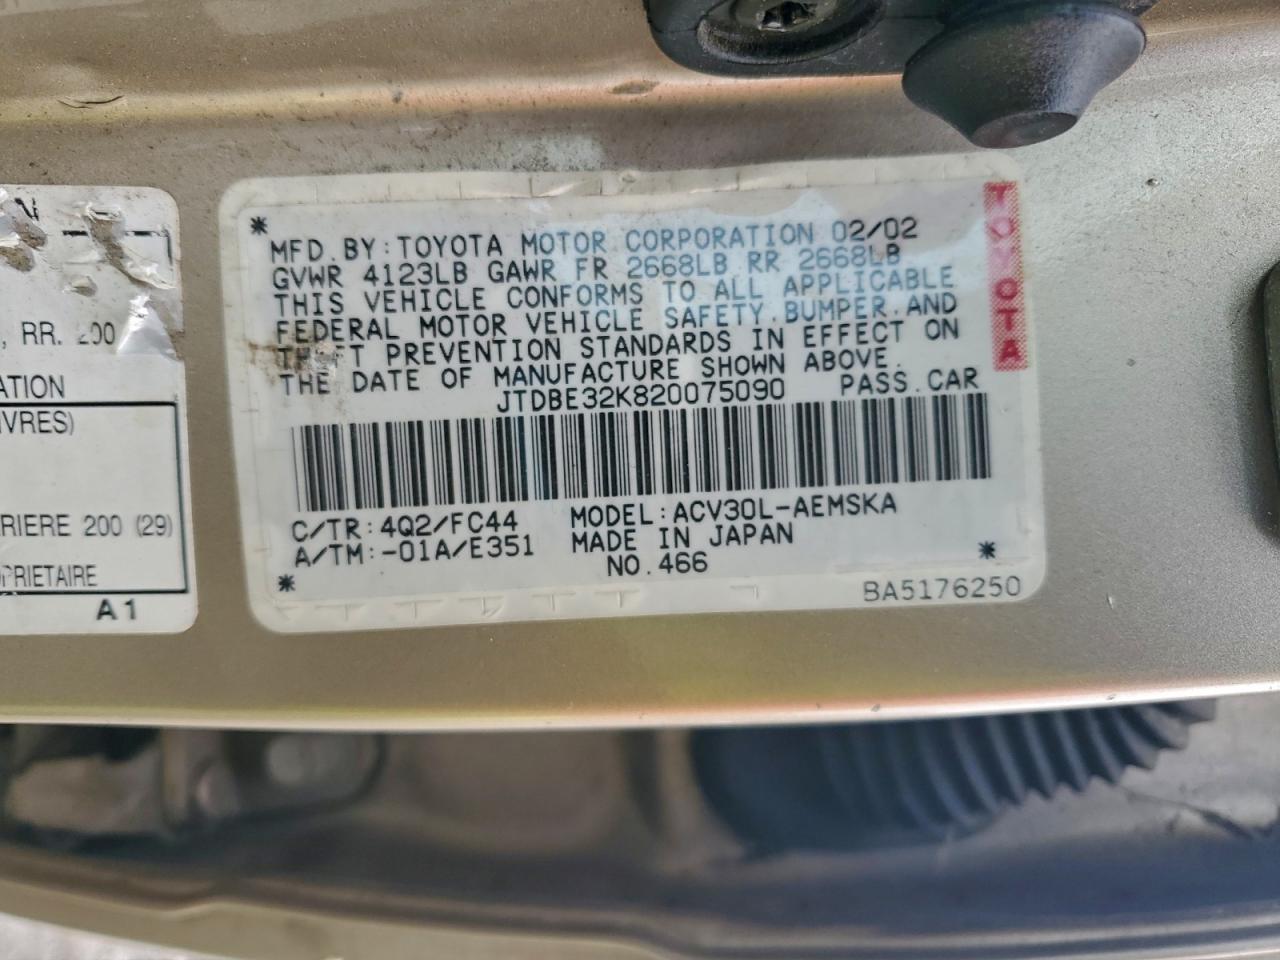 MFD. BY: TOYOTA MOTOR CORPORATION 02/02
GVWR 4123LB GAWR FR 2668LB RR 2668LB
THIS VEHICLE CONFORMS TO ALL APPLICABLE
FEDERAL MOTOR VEHICLE SAFETY, BUMPER, AND
THEFT PREVENTION STANDARDS IN EFFECT ON
THE DATE OF MANUFACTURE SHOWN ABOVE.
JTDBE32K820075090 PASS. CAR
C/TR: 4Q2/FC44 MODEL: ACV30L-AEMSKA
A/TM: -01A/E351 MADE IN JAPAN
NO. 466
BA5176250
TOYOTA
, RR.
ATION
IVRES)
RIERE 200 (29)
PRIETAIRE
A1